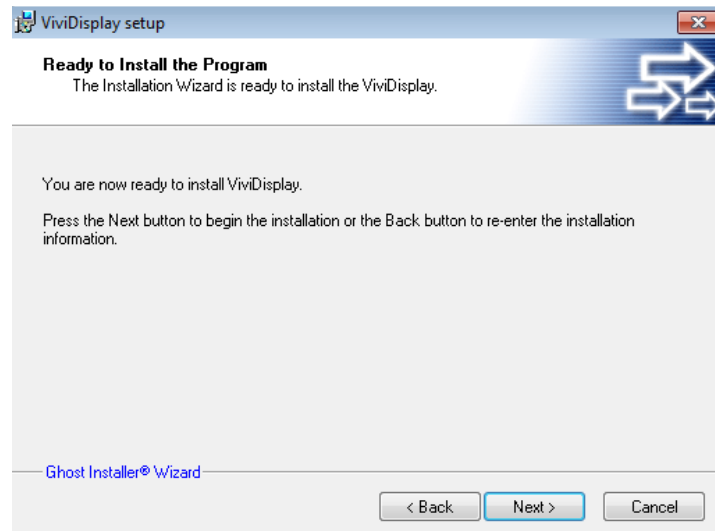 ViviDisplay setup
Ready to Install the Program
The Installation Wizard is ready to install the ViviDisplay.
You are now ready to install ViviDisplay.
Press the Next button to begin the installation or the Back button to re-enter the installation
information.
Ghost Installer® Wizard
< Back Next > Cancel